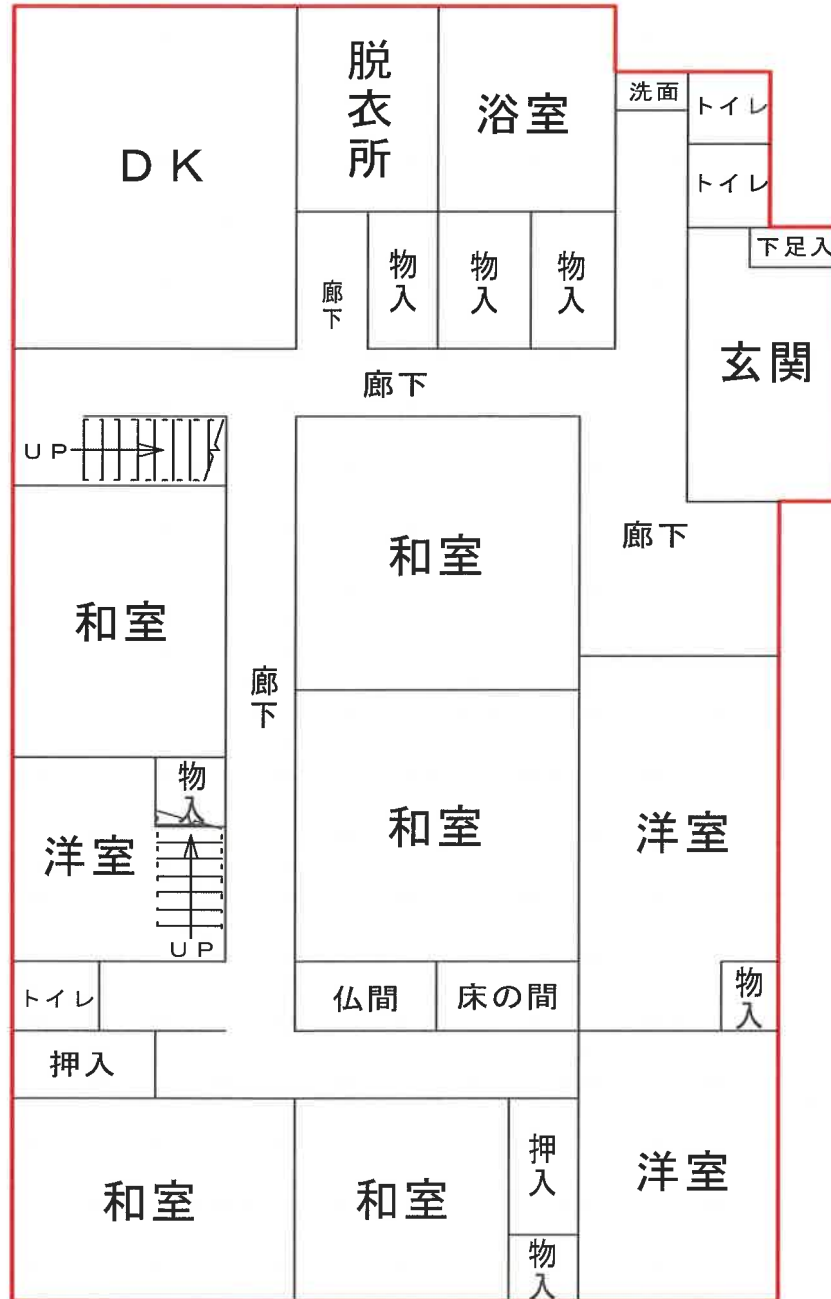 脱衣所
浴室
洗面
トイレ
DK
トイレ
下足入
物入
物入
物入
廊下
玄関
廊下
UP
和室
廊下
和室
廊下
物入
和室
洋室
洋室
UP
トイレ
仏間
床の間
物入
押入
和室
和室
押入
洋室
物入